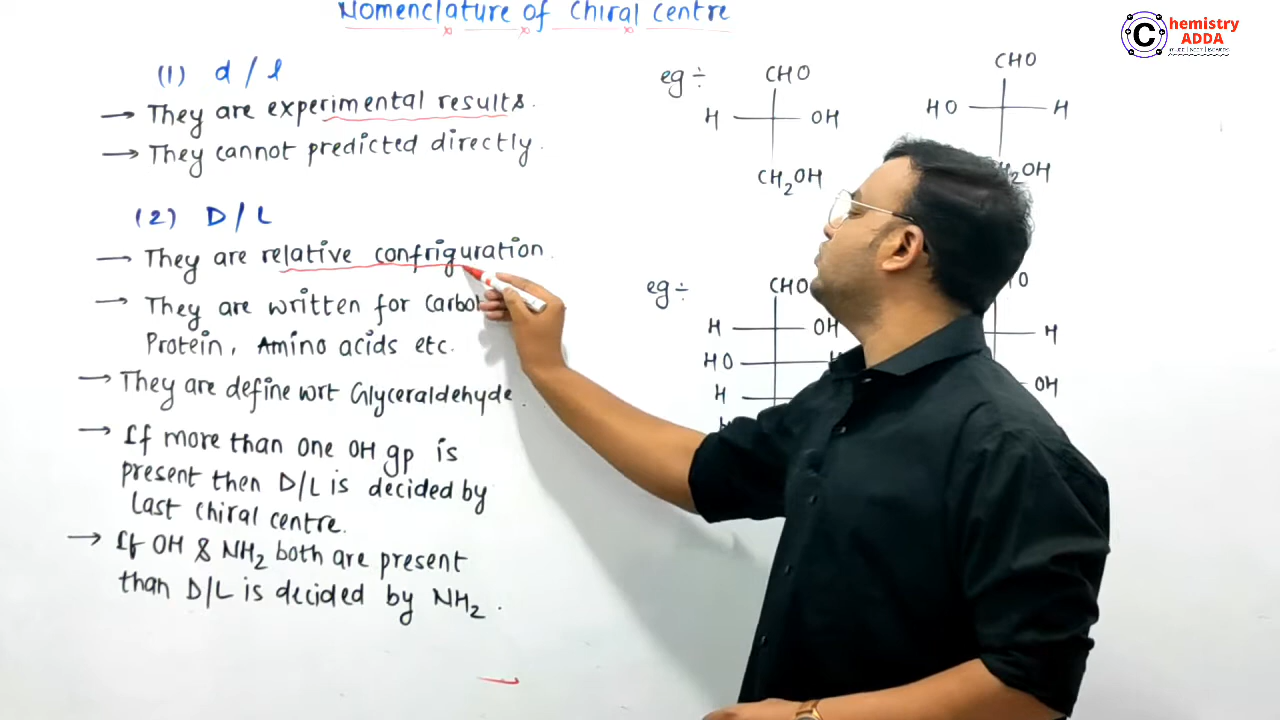 Nomenclature of Chiral Centre
Chemistry
ADDA
(1) d / l
→ They are experimental results.
→ They cannot predicted directly.
(2) D / L
→ They are relative confriguration.
→ They are written for
Protein, Amino acids etc.
→ They are define wrt Glyceraldehyde.
→ If more than one OH gp is
present then D/L is decided by
last chiral centre.
→ If OH & NH2 both are present
than D/L is decided by NH2.
eg ÷
CHO
H OH
CH2OH
CHO
HO H
2OH
eg ÷
CHO
H OH
HO
H
H
OH